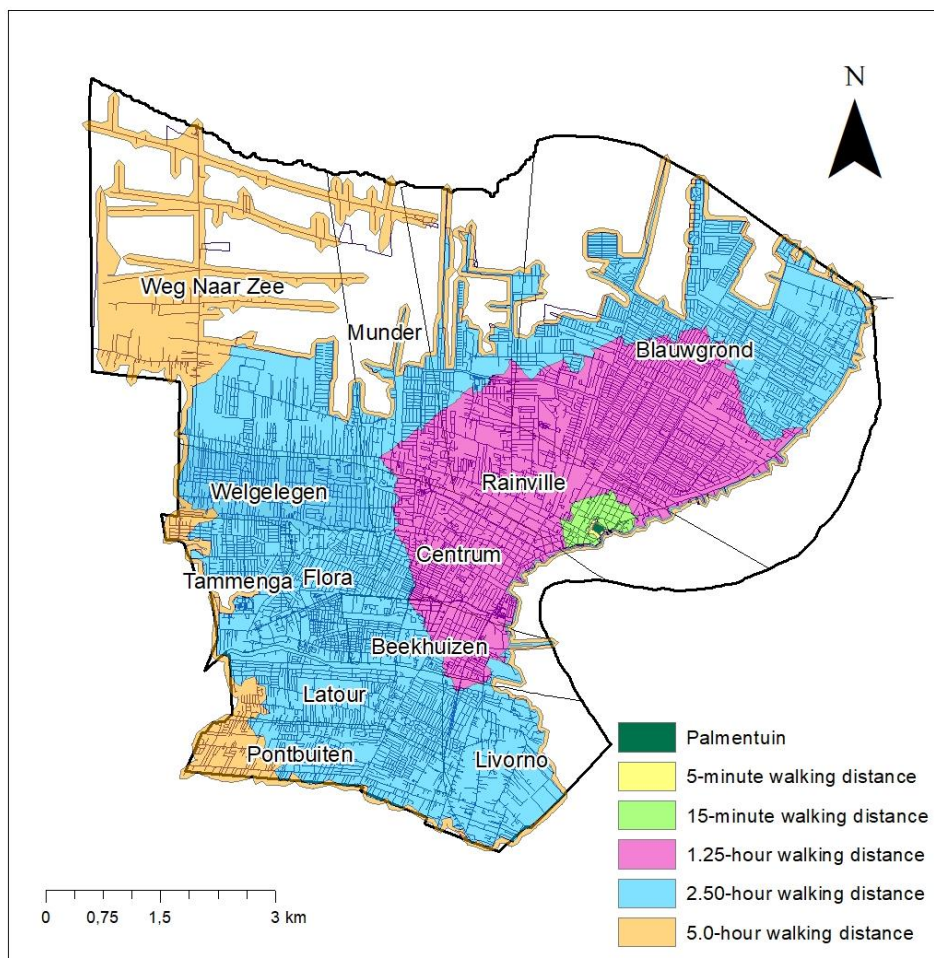 N
Weg Naar Zee
Munder
Blauwgrond
Welgelegen
Rainville
Centrum
Tammenga
Flora
Beekhuizen
Latour
Pontbuiten
Livorno
Palmentuin
5-minute walking distance
15-minute walking distance
1.25-hour walking distance
2.50-hour walking distance
5.0-hour walking distance
0 0,75 1,5 3 km